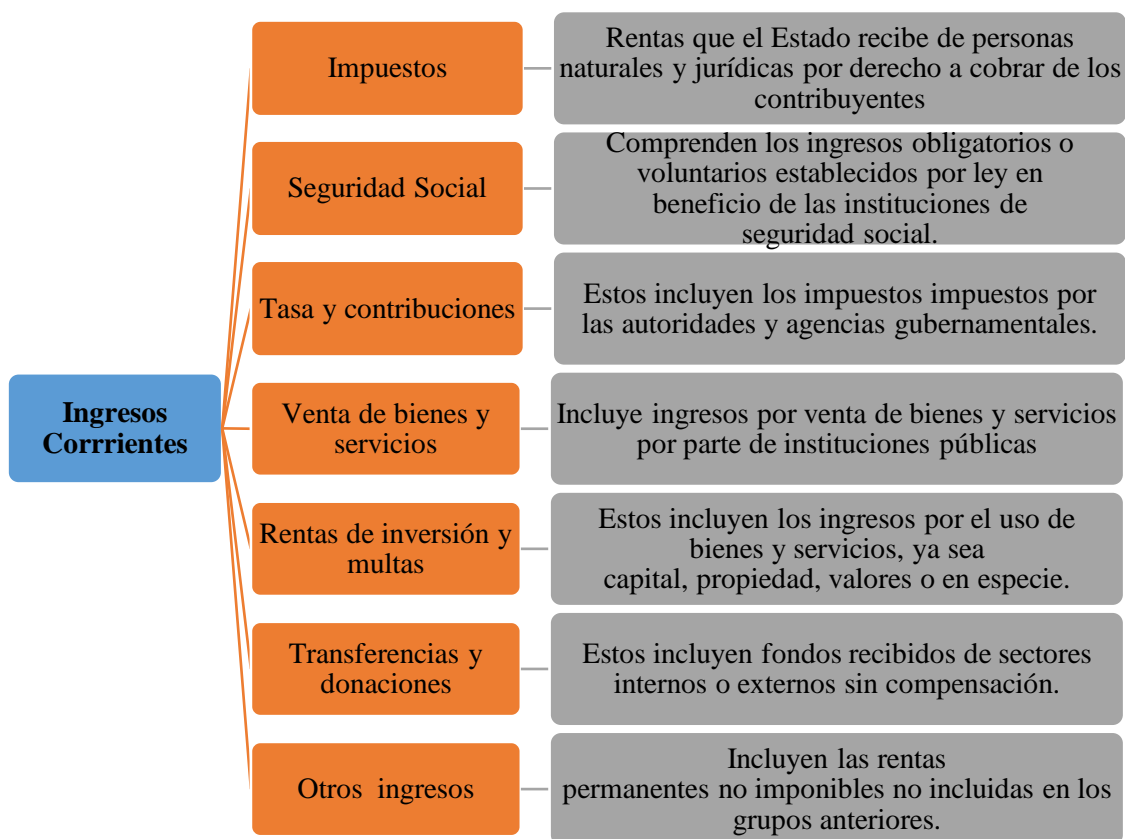 Ingresos
Corrrientes
Impuestos
Rentas que el Estado recibe de personas
naturales y jurídicas por derecho a cobrar de los
contribuyentes
Seguridad Social
Comprenden los ingresos obligatorios o
voluntarios establecidos por ley en
beneficio de las instituciones de
seguridad social.
Tasa y contribuciones
Estos incluyen los impuestos impuestos por
las autoridades y agencias gubernamentales.
Venta de bienes y
servicios
Incluye ingresos por venta de bienes y servicios
por parte de instituciones públicas
Rentas de inversión y
multas
Estos incluyen los ingresos por el uso de
bienes y servicios, ya sea
capital, propiedad, valores o en especie.
Transferencias y
donaciones
Estos incluyen fondos recibidos de sectores
internos o externos sin compensación.
Otros ingresos
Incluyen las rentas
permanentes no imponibles no incluidas en los
grupos anteriores.